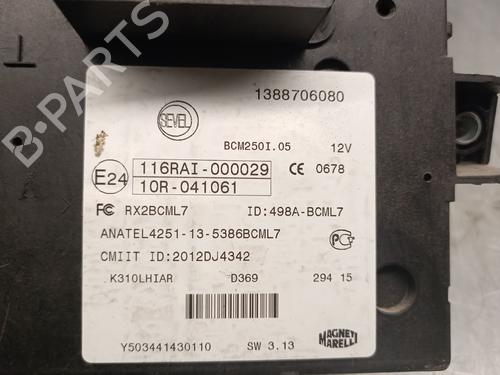 B-PARTS
SEVEL
1388706080
BCM250I.05 12V
E24
116RAI-000029
10R-041061
CE 0678
FC RX2BCML7 ID:498A-BCML7
ANATEL4251-13-5386BCML7
CMIIT ID:2012DJ4342
K310LHIAR D369 294 15
MAGNETI
MARELLI
Y503441430110 SW 3.13